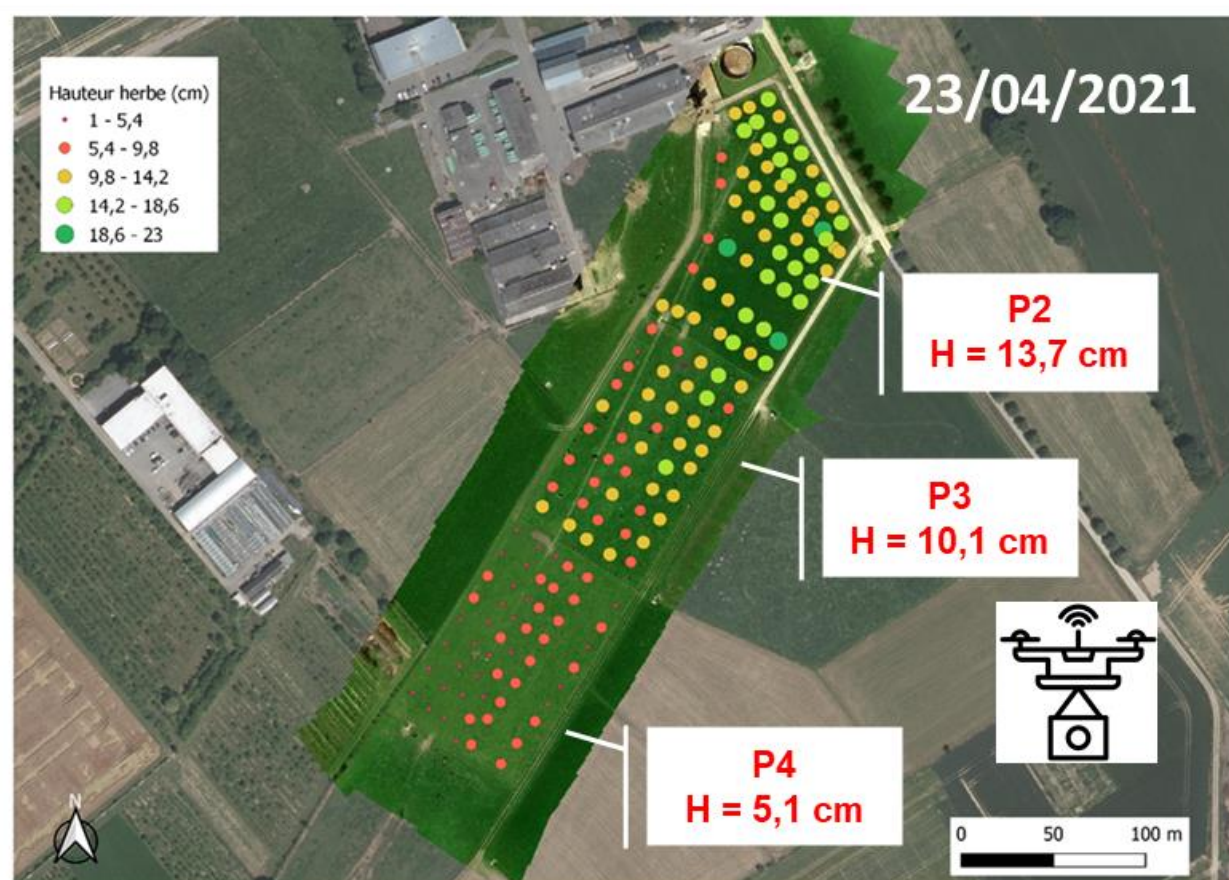 23/04/2021
Hauteur herbe (cm)
1 - 5,4
5,4 - 9,8
9,8 - 14,2
14,2 - 18,6
18,6 - 23
P2
H = 13,7 cm
P3
H = 10,1 cm
P4
H = 5,1 cm
N
0 50 100 m